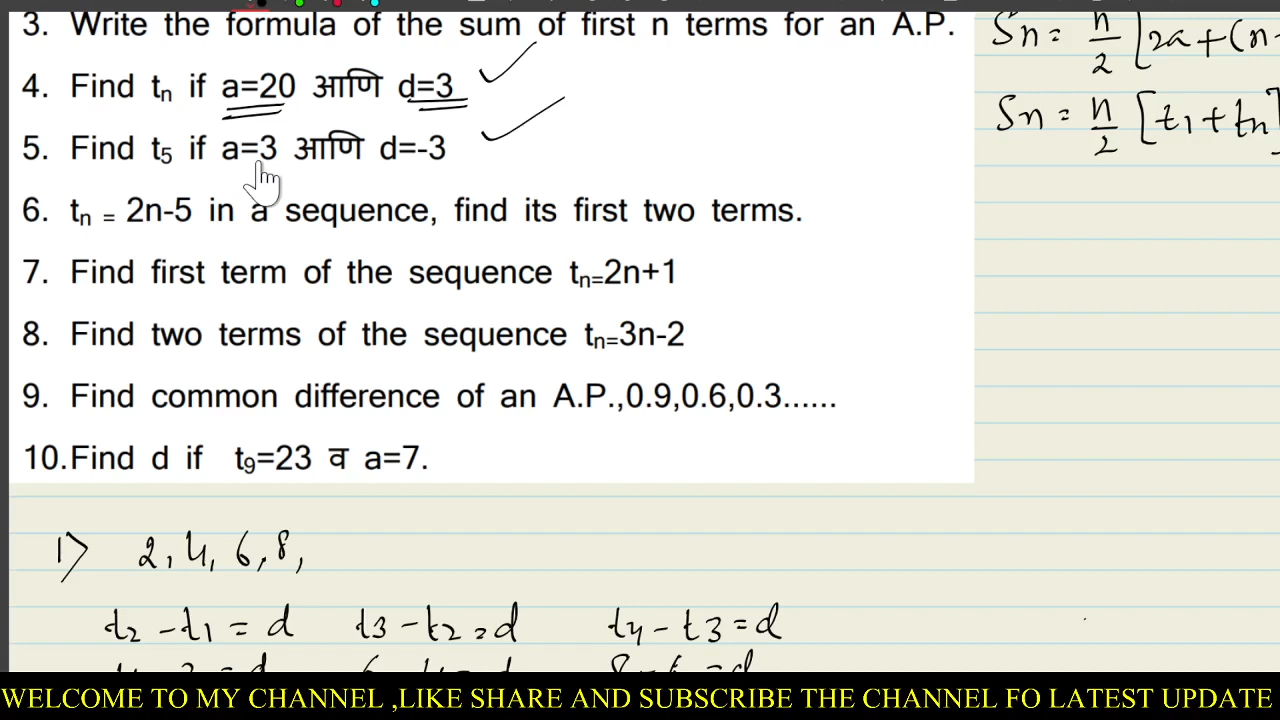 3. Write the formula of the sum of first n terms for an A.P.
4. Find tn if a=20 आणि d=3
5. Find t5 if a=3 आणि d=-3
6. tn = 2n-5 in a sequence, find its first two terms.
7. Find first term of the sequence tn=2n+1
8. Find two terms of the sequence tn=3n-2
9. Find common difference of an A.P.,0.9,0.6,0.3......
10.Find d if t9=23 व a=7.
Sn = n/2 [2a+(n-
Sn = n/2 [t1+tn]
1) 2, 4, 6, 8,
t2 - t1 = d t3 - t2 = d t4 - t3 = d
WELCOME TO MY CHANNEL ,LIKE SHARE AND SUBSCRIBE THE CHANNEL FO LATEST UPDATE